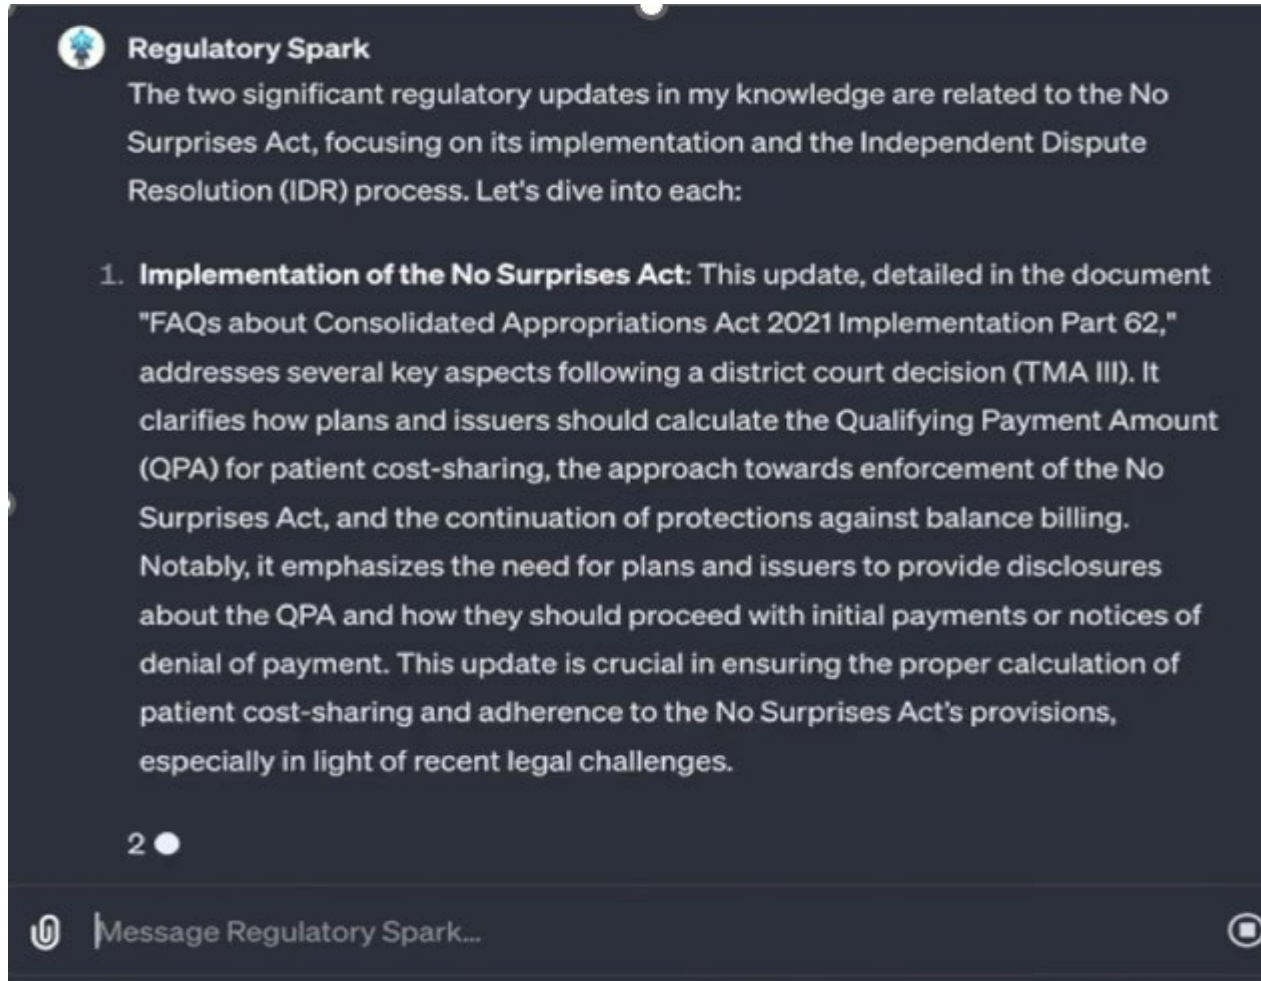 Regulatory Spark
The two significant regulatory updates in my knowledge are related to the No
Surprises Act, focusing on its implementation and the Independent Dispute
Resolution (IDR) process. Let's dive into each:
1. Implementation of the No Surprises Act: This update, detailed in the document
"FAQs about Consolidated Appropriations Act 2021 Implementation Part 62,"
addresses several key aspects following a district court decision (TMA III). It
clarifies how plans and issuers should calculate the Qualifying Payment Amount
(QPA) for patient cost-sharing, the approach towards enforcement of the No
Surprises Act, and the continuation of protections against balance billing.
Notably, it emphasizes the need for plans and issuers to provide disclosures
about the QPA and how they should proceed with initial payments or notices of
denial of payment. This update is crucial in ensuring the proper calculation of
patient cost-sharing and adherence to the No Surprises Act's provisions,
especially in light of recent legal challenges.
2
Message Regulatory Spark...